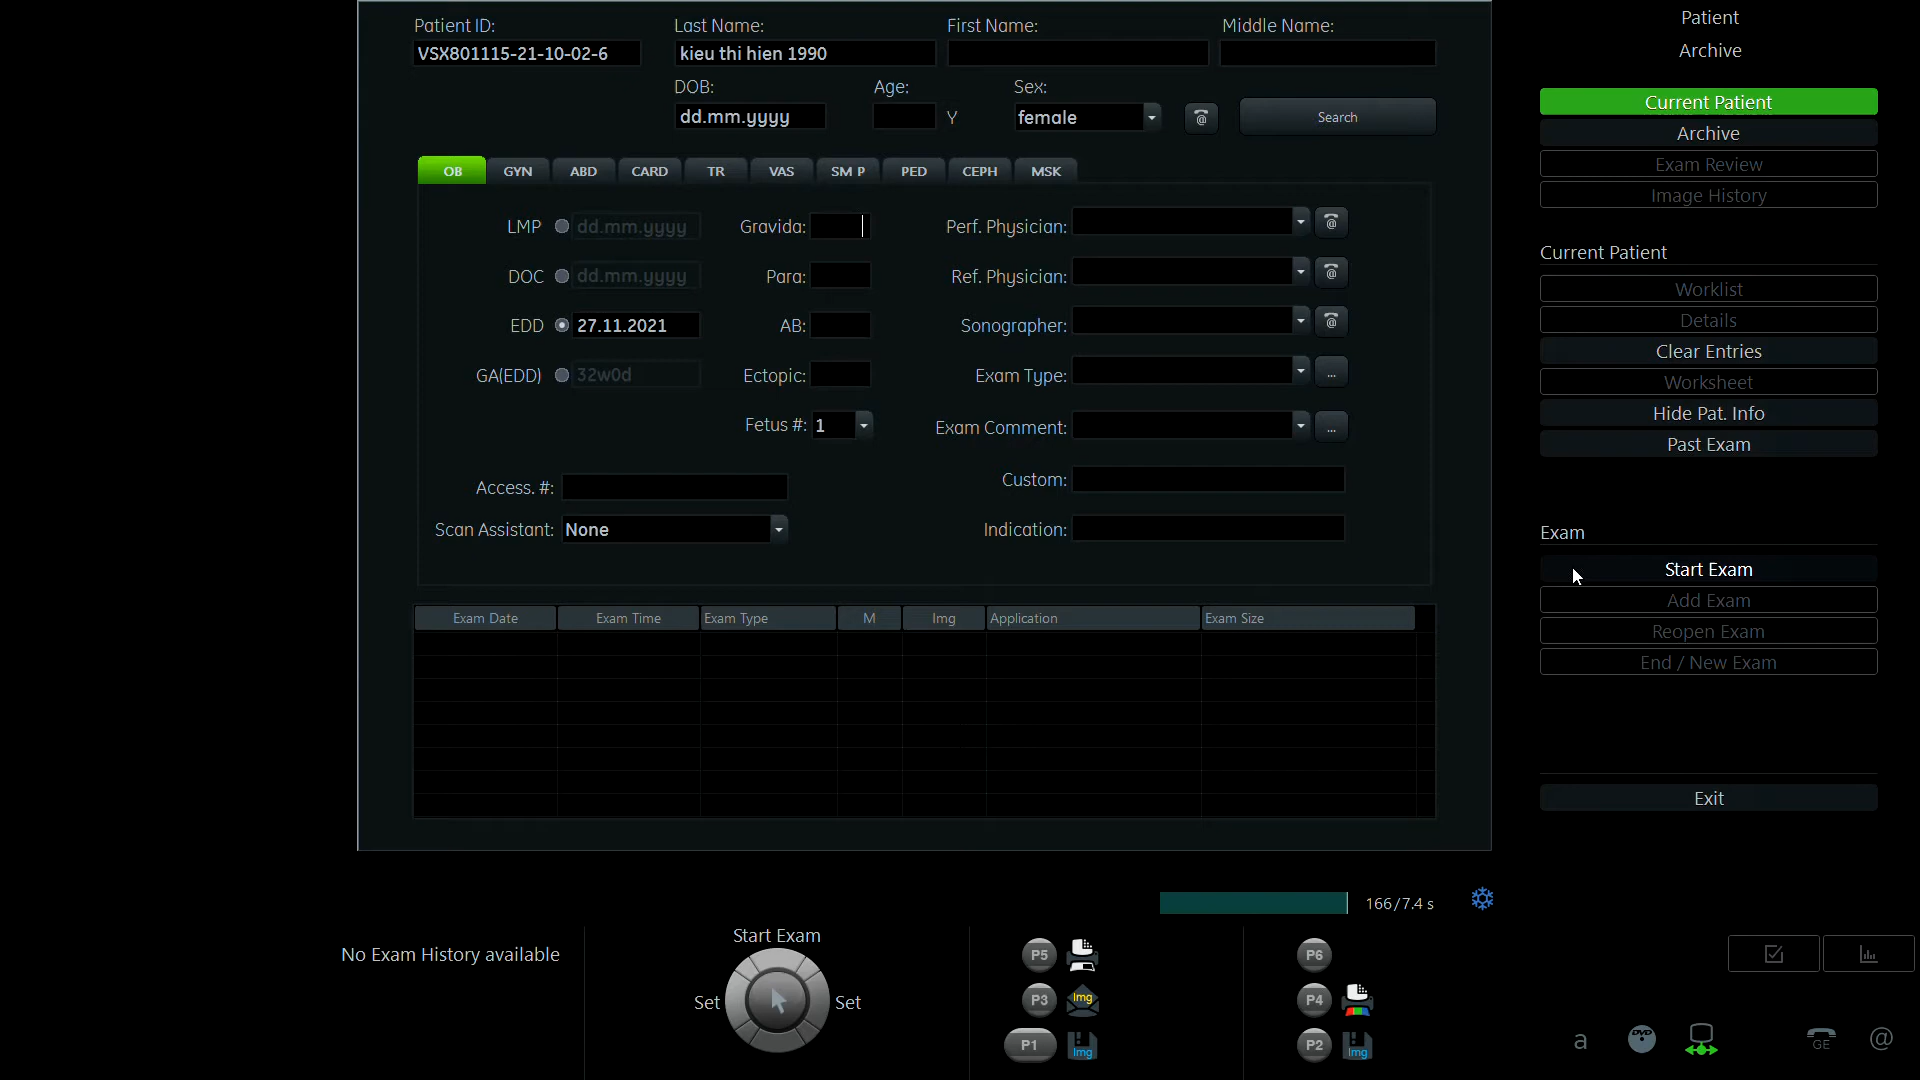 Patient ID: Last Name: First Name: Middle Name:
VSX801115-21-10-02-6 kieu thi hien 1990
DOB: Age: Sex:
dd.mm.yyyy Y female @ Search
OB GYN ABD CARD TR VAS SM P PED CEPH MSK
LMP dd.mm.yyyy Gravida: Perf. Physician: @
DOC dd.mm.yyyy Para: Ref. Physician: @
EDD 27.11.2021 AB: Sonographer: @
GA(EDD) 32w0d Ectopic: Exam Type: ...
Fetus #: 1 Exam Comment: ...
Access. #: Custom:
Scan Assistant: None Indication:
Exam Date Exam Time Exam Type M Img Application Exam Size
Patient
Archive
Current Patient
Archive
Exam Review
Image History
Current Patient
Worklist
Details
Clear Entries
Worksheet
Hide Pat. Info
Past Exam
Exam
Start Exam
Add Exam
Reopen Exam
End / New Exam
Exit
166/7.4 s
No Exam History available
Start Exam
Set Set
P5 P6
P3 Img P4
P1 Img P2 Img
a DVD GE @